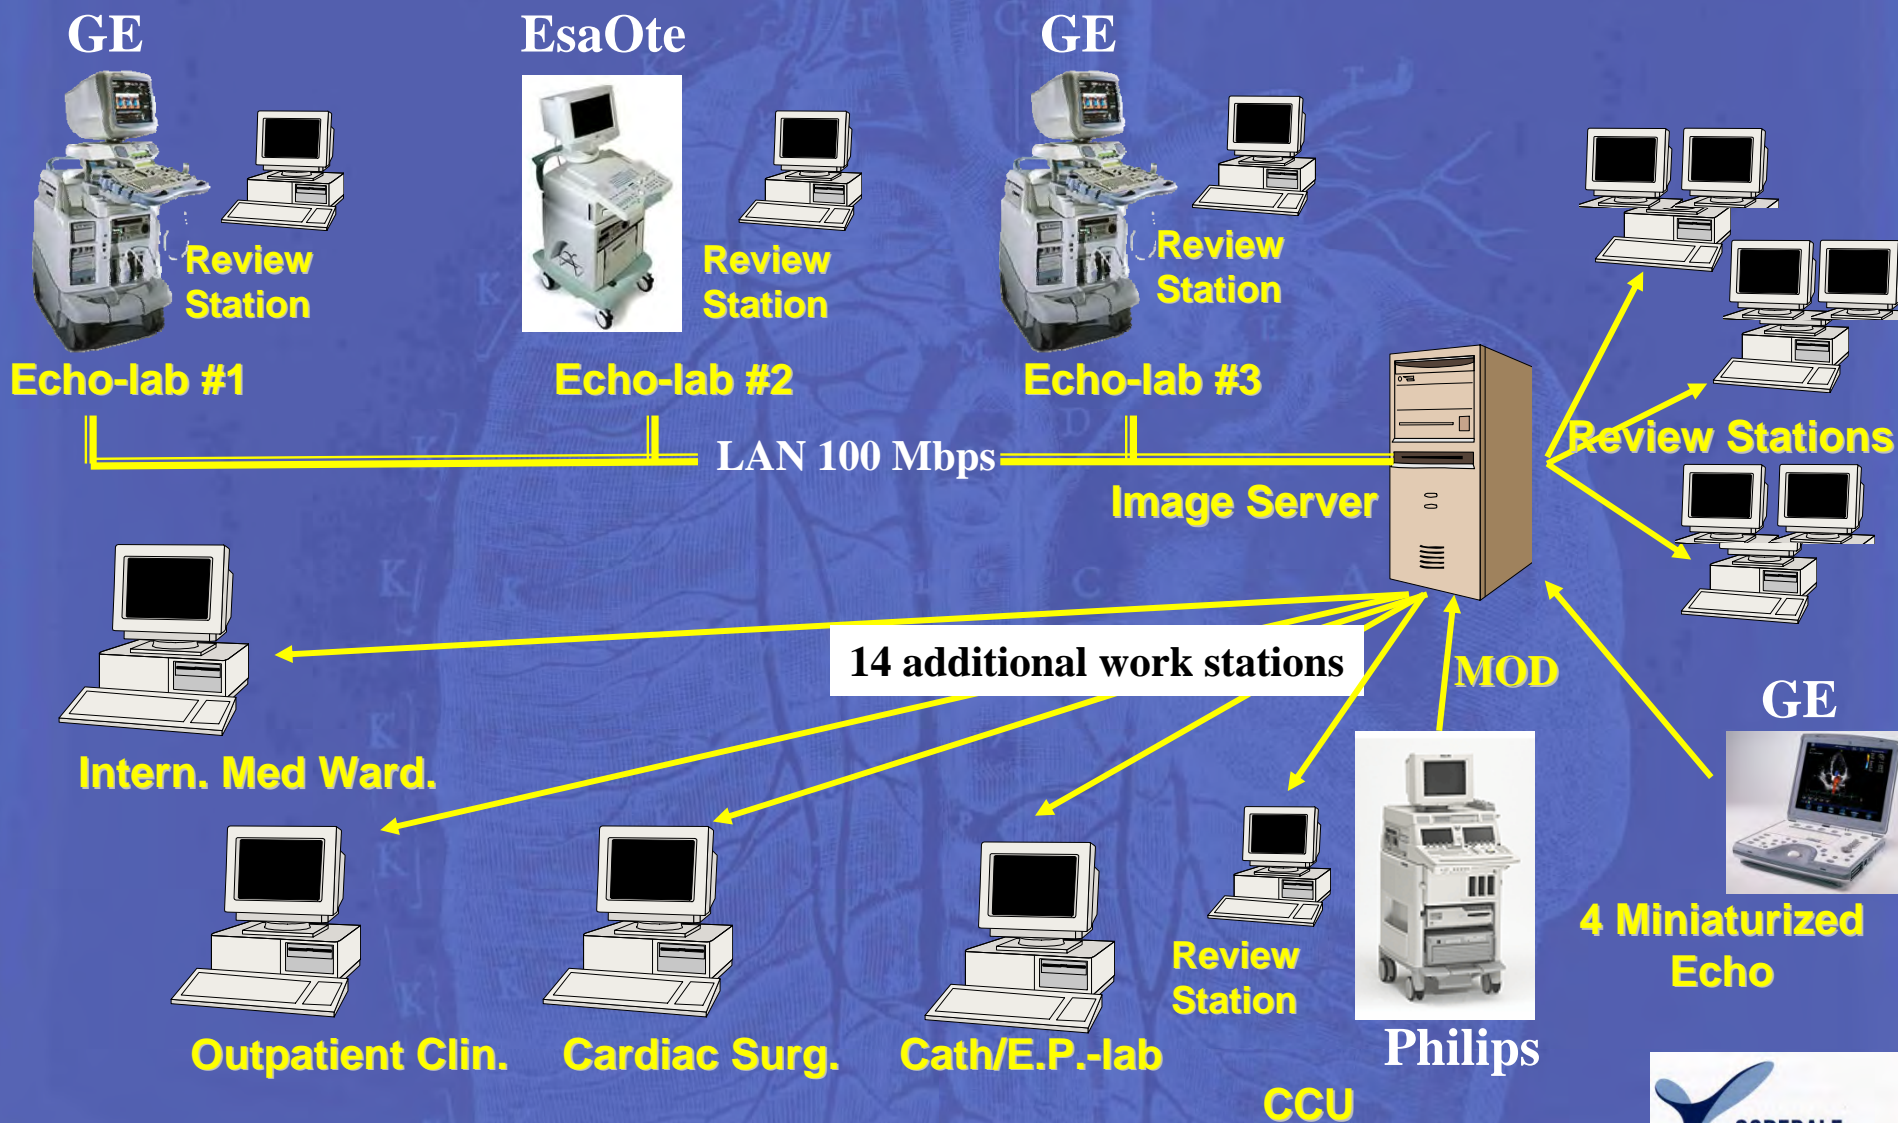 GE
EsaOte
GE
Review
Station
Review
Station
Review
Station
Echo-lab #1
Echo-lab #2
Echo-lab #3
Review Stations
LAN 100 Mbps
Image Server
14 additional work stations
MOD
GE
Intern. Med Ward.
4 Miniaturized
Echo
Review
Station
Outpatient Clin.
Cardiac Surg.
Cath/E.P.-lab
Philips
CCU